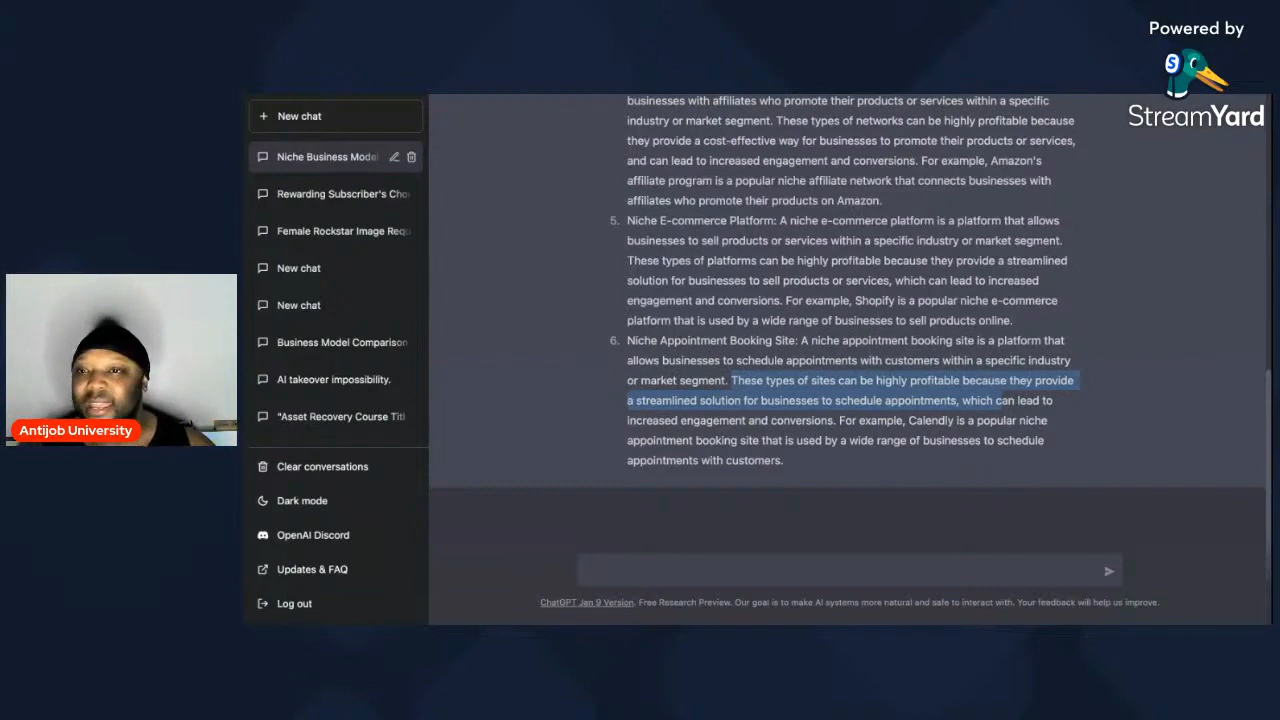 Powered by
S
StreamYard
New chat
Niche Business Model
Rewarding Subscriber's Cho
Female Rockstar Image Requ
New chat
New chat
Business Model Comparison
AI takeover impossibility.
"Asset Recovery Course Titl
Clear conversations
Dark mode
OpenAI Discord
Updates & FAQ
Log out
businesses with affiliates who promote their products or services within a specific
industry or market segment. These types of networks can be highly profitable because
they provide a cost-effective way for businesses to promote their products or services,
and can lead to increased engagement and conversions. For example, Amazon's
affiliate program is a popular niche affiliate network that connects businesses with
affiliates who promote their products on Amazon.
5. Niche E-commerce Platform: A niche e-commerce platform is a platform that allows
businesses to sell products or services within a specific industry or market segment.
These types of platforms can be highly profitable because they provide a streamlined
solution for businesses to sell products or services, which can lead to increased
engagement and conversions. For example, Shopify is a popular niche e-commerce
platform that is used by a wide range of businesses to sell products online.
6. Niche Appointment Booking Site: A niche appointment booking site is a platform that
allows businesses to schedule appointments with customers within a specific industry
or market segment. These types of sites can be highly profitable because they provide
a streamlined solution for businesses to schedule appointments, which can lead to
increased engagement and conversions. For example, Calendly is a popular niche
appointment booking site that is used by a wide range of businesses to schedule
appointments with customers.
ChatGPT Jan 9 Version. Free Research Preview. Our goal is to make AI systems more natural and safe to interact with. Your feedback will help us improve.
Antijob University